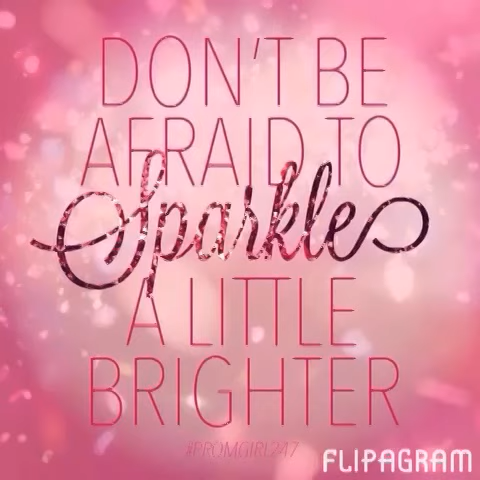 DON'T BE
AFRAID TO
Sparkle
A LITTLE
BRIGHTER
#PROMGIRL247
FLIPAGRAM